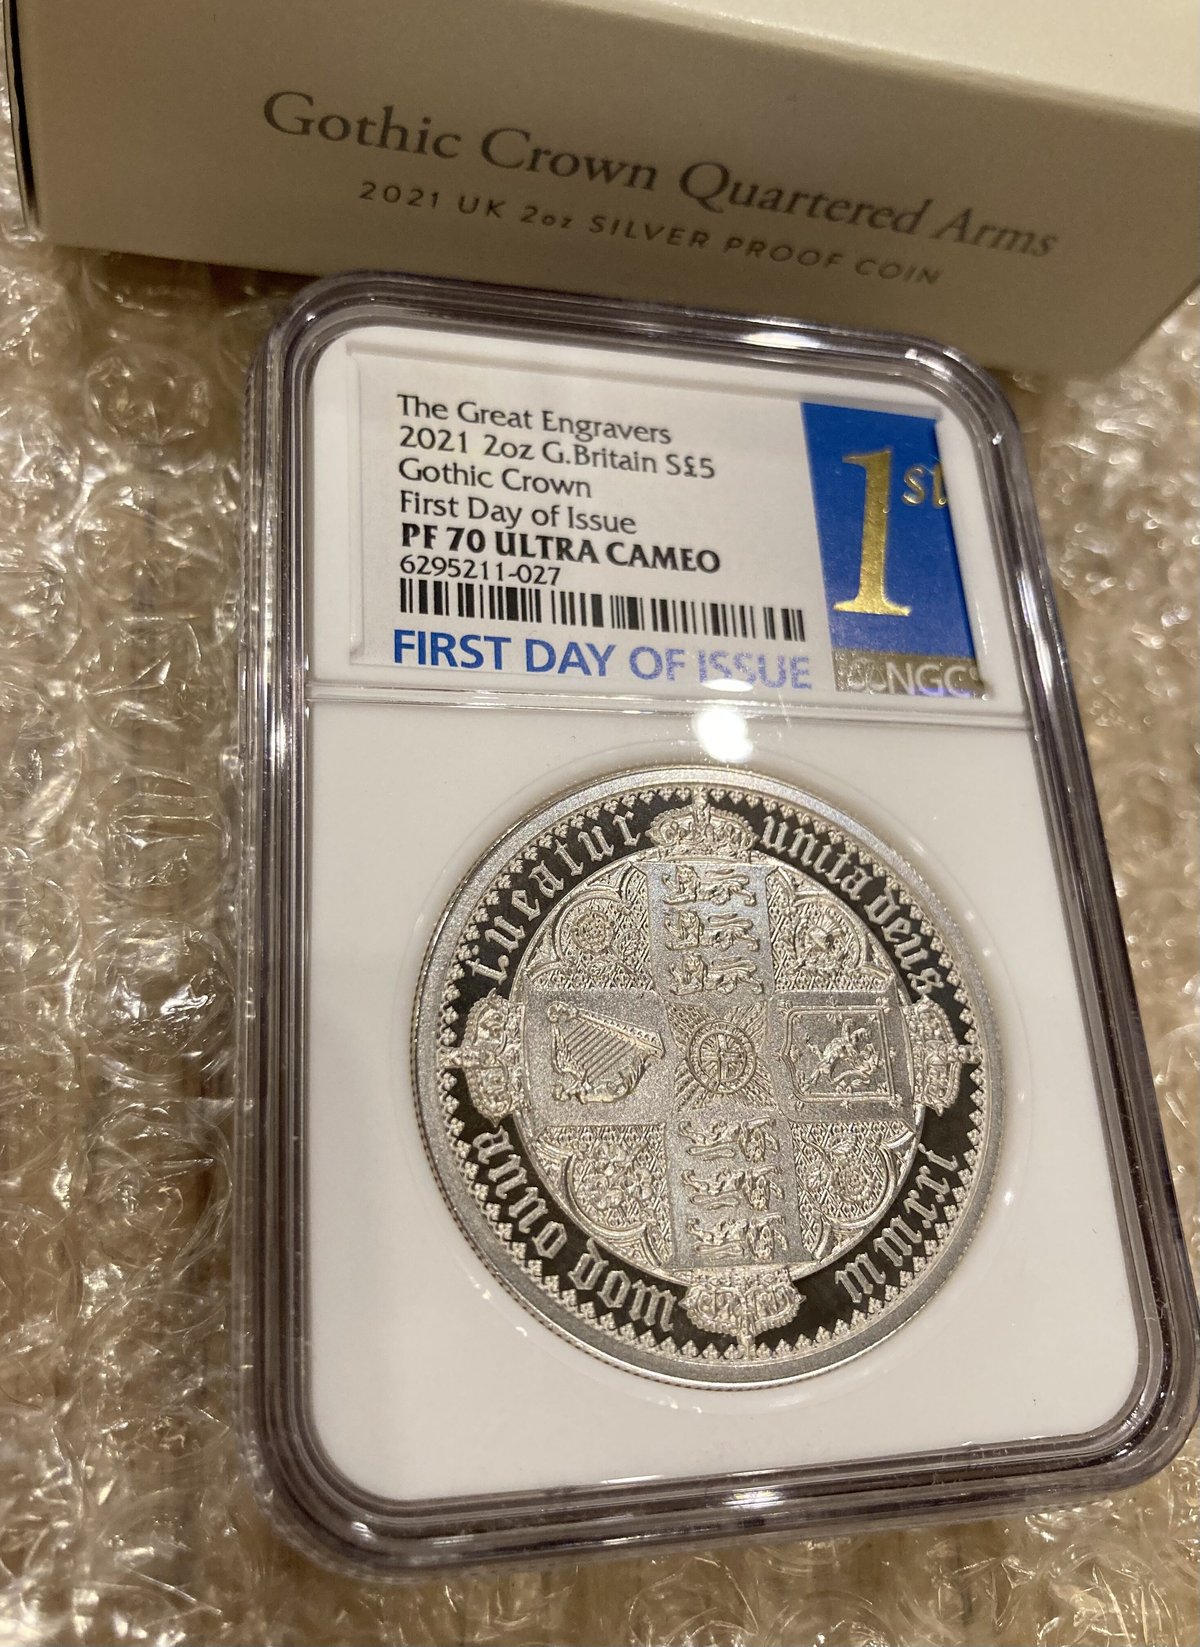 Gothic Crown Quartered Arms
2021 UK 2oz SILVER PROOF COIN
The Great Engravers
2021 2oz G.Britain S£5
Gothic Crown
First Day of Issue
PF 70 ULTRA CAMEO
6295211-027
FIRST DAY OF ISSUE
1st
NGC
tueatur unita deus
anno dom mmxxi